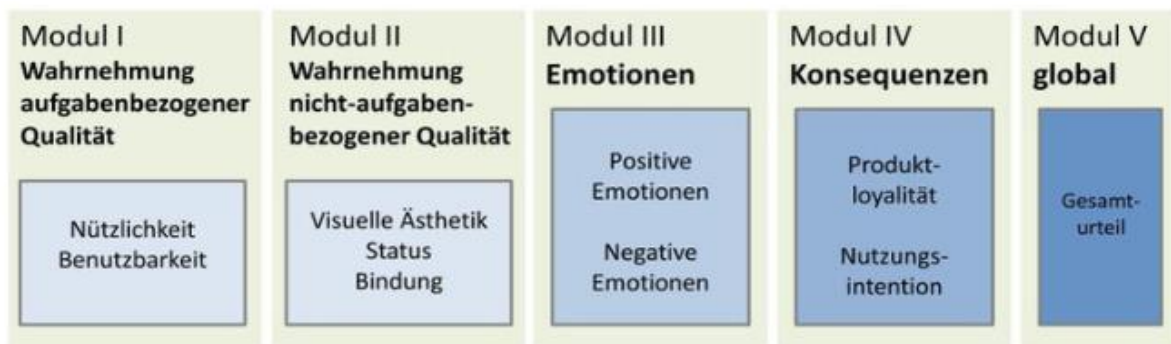 Modul I
Wahrnehmung
aufgabenbezogener
Qualität
Nützlichkeit
Benutzbarkeit
Modul II
Wahrnehmung
nicht-aufgaben-
bezogener Qualität
Visuelle Ästhetik
Status
Bindung
Modul III
Emotionen
Positive
Emotionen
Negative
Emotionen
Modul IV
Konsequenzen
Produkt-
loyalität
Nutzungs-
intention
Modul V
global
Gesamt-
urteil